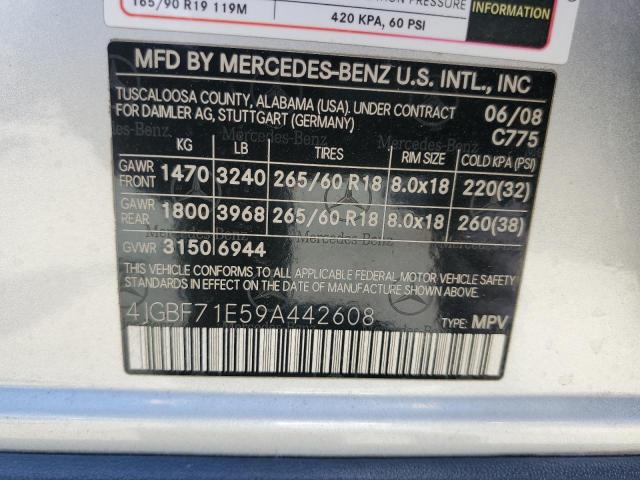 165/90 R19 119M
PRESSURE
420 KPA, 60 PSI
INFORMATION
MFD BY MERCEDES-BENZ U.S. INTL., INC
TUSCALOOSA COUNTY, ALABAMA (USA). UNDER CONTRACT 06/08
FOR DAIMLER AG, STUTTGART (GERMANY) C775
KG LB TIRES RIM SIZE COLD KPA (PSI)
GAWR FRONT 1470 3240 265/60 R18 8.0x18 220(32)
GAWR REAR 1800 3968 265/60 R18 8.0x18 260(38)
GVWR 3150 6944
THIS VEHICLE CONFORMS TO ALL APPLICABLE FEDERAL MOTOR VEHICLE SAFETY
STANDARDS IN EFFECT ON THE DATE OF MANUFACTURE SHOWN ABOVE
4JGBF71E59A442608 TYPE: MPV